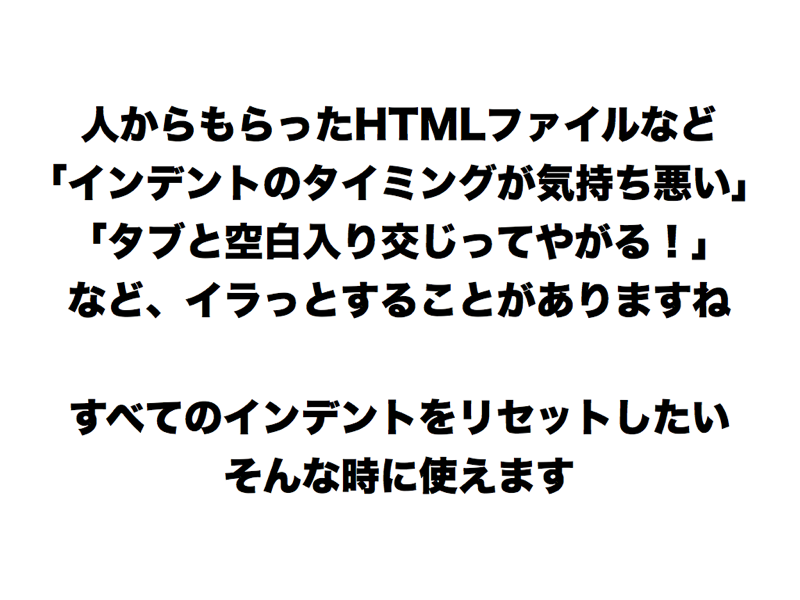 人からもらったHTMLファイルなど
「インデントのタイミングが気持ち悪い」
「タブと空白入り交じってやがる！」
など、イラっとすることがありますね
すべてのインデントをリセットしたい
そんな時に使えます